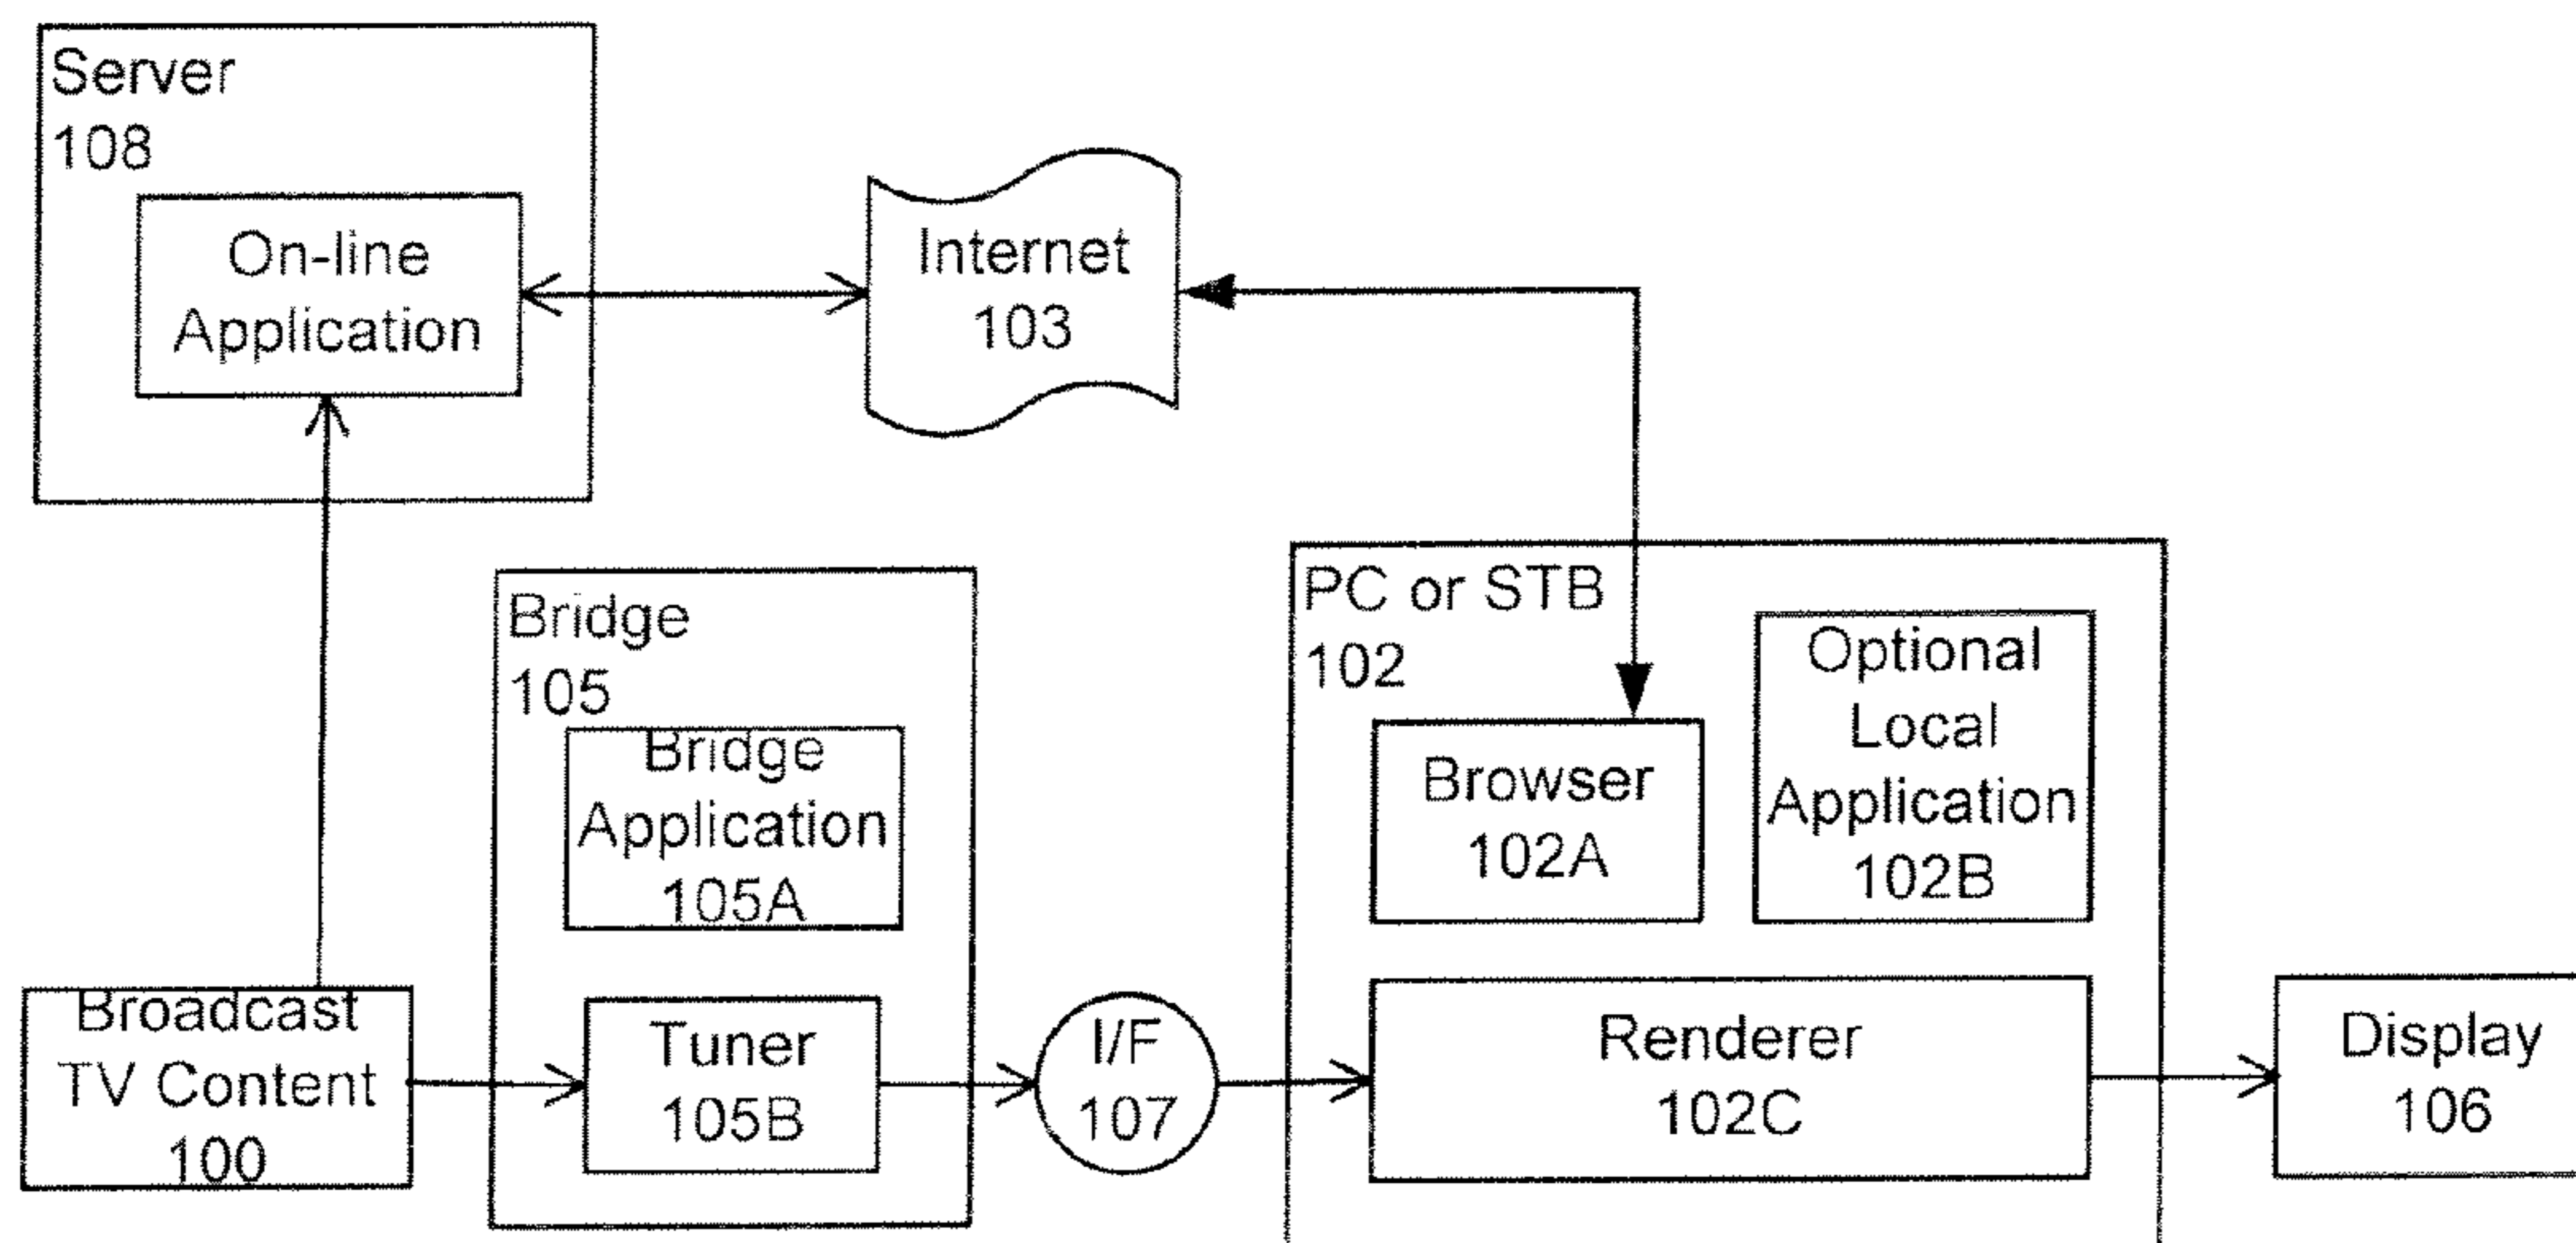 Server
108
On-line
Application
Internet
103
Bridge
105
Bridge
Application
105A
PC or STB
102
Optional
Local
Application
102B
Browser
102A
Broadcast
TV Content
100
Tuner
105B
I/F
107
Renderer
102C
Display
106